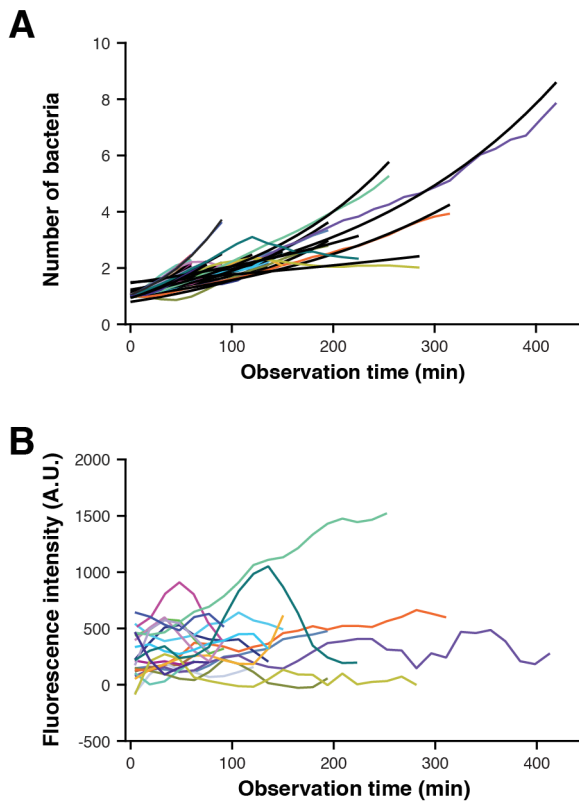 A
Number of bacteria
10
8
6
4
2
0
0 100 200 300 400
Observation time (min)
B
Fluorescence intensity (A.U.)
2000
1500
1000
500
0
-500
0 100 200 300 400
Observation time (min)